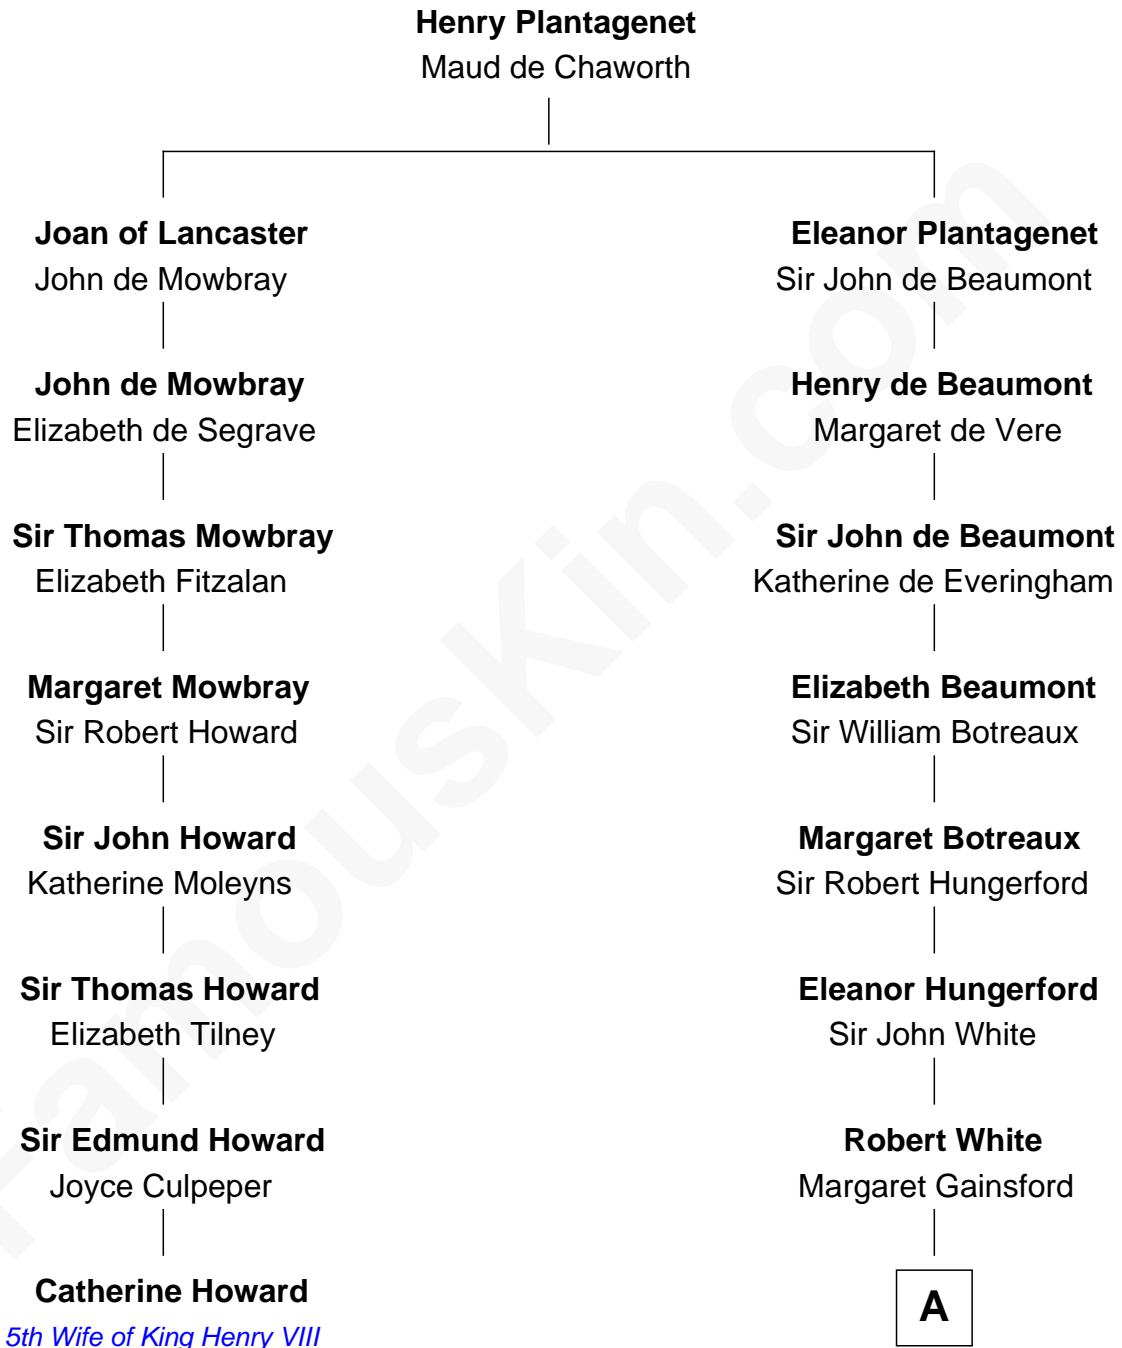 Henry Plantagenet
Maud de Chaworth
Joan of Lancaster
John de Mowbray
John de Mowbray
Elizabeth de Segrave
Sir Thomas Mowbray
Elizabeth Fitzalan
Margaret Mowbray
Sir Robert Howard
Sir John Howard
Katherine Moleyns
Sir Thomas Howard
Elizabeth Tilney
Sir Edmund Howard
Joyce Culpeper
Catherine Howard
5th Wife of King Henry VIII
Eleanor Plantagenet
Sir John de Beaumont
Henry de Beaumont
Margaret de Vere
Sir John de Beaumont
Katherine de Everingham
Elizabeth Beaumont
Sir William Botreaux
Margaret Botreaux
Sir Robert Hungerford
Eleanor Hungerford
Sir John White
Robert White
Margaret Gainsford
A
FamousKin.com